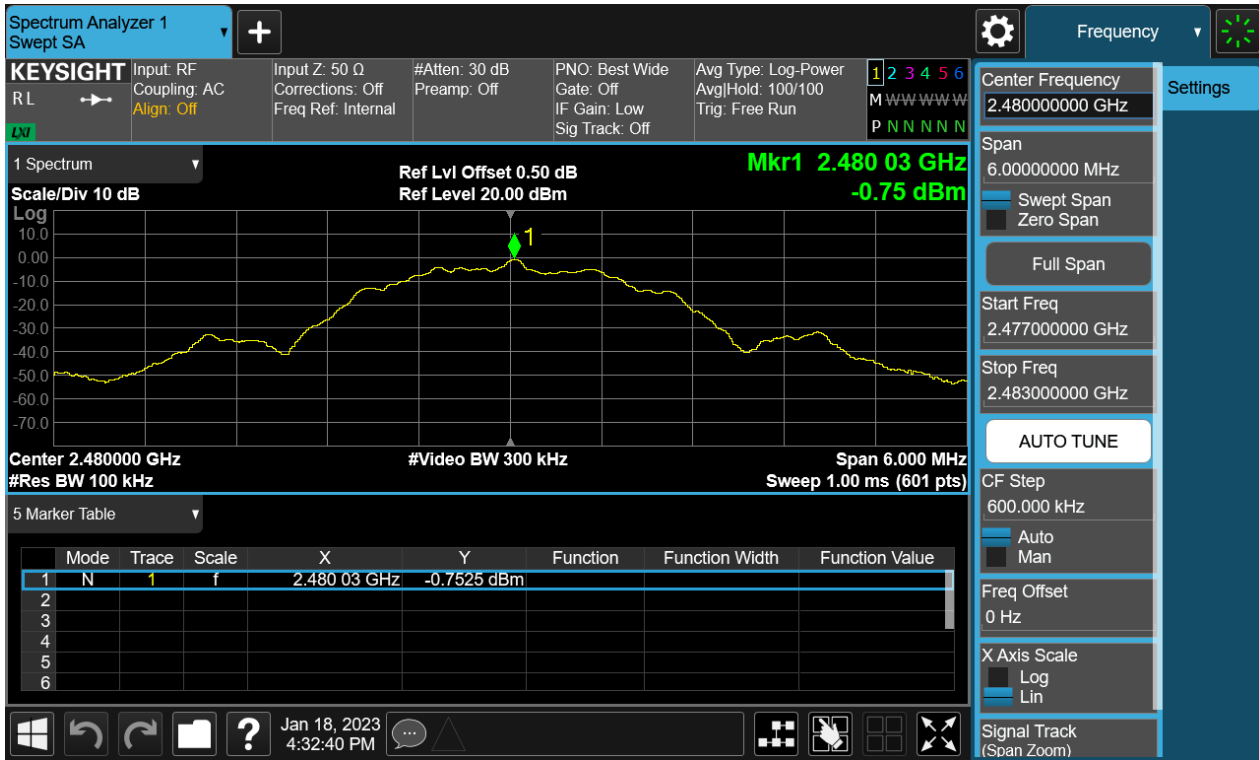 Spectrum Analyzer 1
Swept SA
+
Frequency
KEYSIGHT
R L
LXI
Input: RF
Coupling: AC
Align: Off
Input Z: 50 Ω
Corrections: Off
Freq Ref: Internal
#Atten: 30 dB
Preamp: Off
PNO: Best Wide
Gate: Off
IF Gain: Low
Sig Track: Off
Avg Type: Log-Power
Avg|Hold: 100/100
Trig: Free Run
1 2 3 4 5 6
M W W W W W
P N N N N N
1 Spectrum
Scale/Div 10 dB
Ref Lvl Offset 0.50 dB
Ref Level 20.00 dBm
Mkr1 2.480 03 GHz
-0.75 dBm
Log
10.0
0.00
-10.0
-20.0
-30.0
-40.0
-50.0
-60.0
-70.0
1
Center 2.480000 GHz
#Res BW 100 kHz
#Video BW 300 kHz
Span 6.000 MHz
Sweep 1.00 ms (601 pts)
5 Marker Table
Mode Trace Scale X Y Function Function Width Function Value
1 N 1 f 2.480 03 GHz -0.7525 dBm
2
3
4
5
6
Jan 18, 2023
4:32:40 PM
?
Center Frequency
2.480000000 GHz
Settings
Span
6.00000000 MHz
Swept Span
Zero Span
Full Span
Start Freq
2.477000000 GHz
Stop Freq
2.483000000 GHz
AUTO TUNE
CF Step
600.000 kHz
Auto
Man
Freq Offset
0 Hz
X Axis Scale
Log
Lin
Signal Track
(Span Zoom)